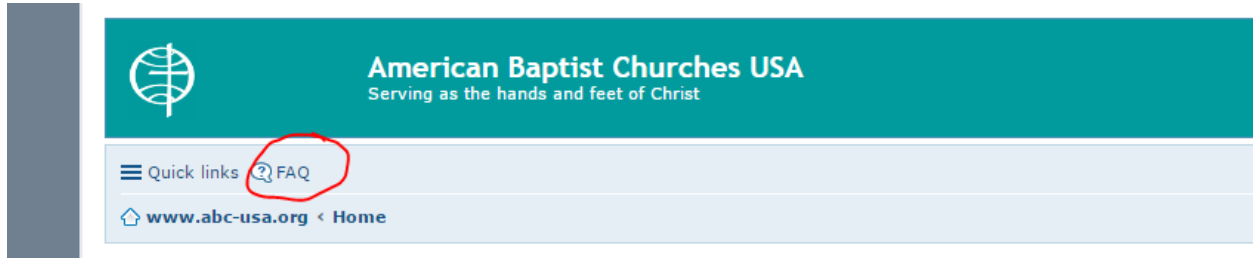 American Baptist Churches USA
Serving as the hands and feet of Christ
Quick links FAQ
www.abc-usa.org ‹ Home